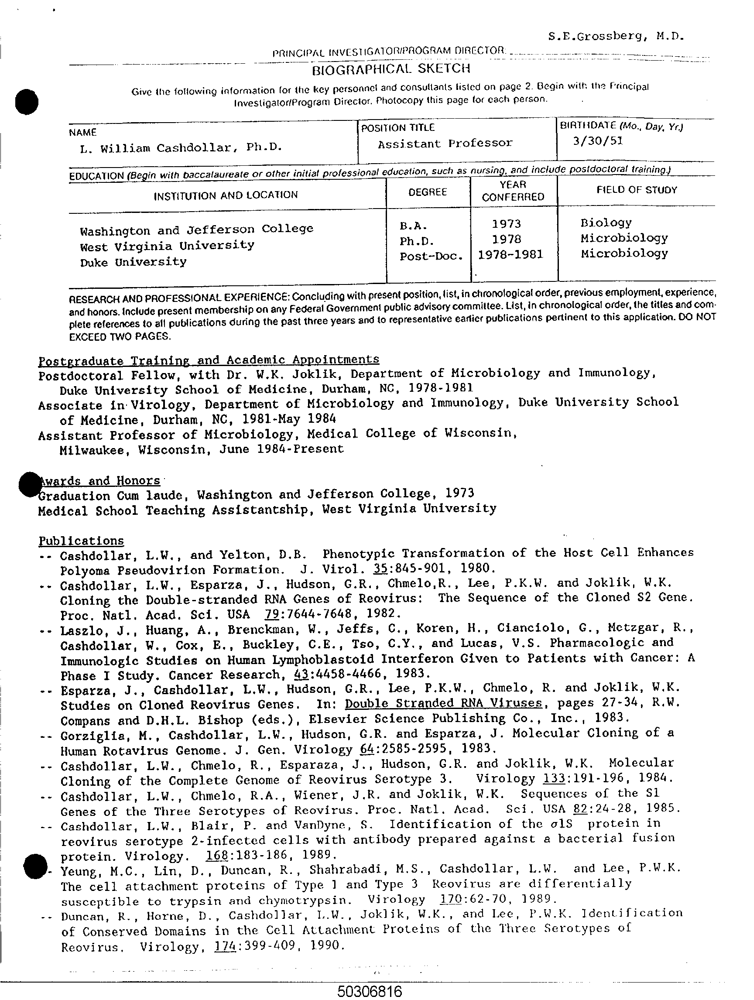 S.E.Grossberg, M.D.
PRINCIPAL INVESTIGATOR/PROGRAM DIRECTOR:
BIOGRAPHICAL SKETCH
Give the following information for the key personnel and consultants listed on page 2. Begin with the Principal
Investigator/Program Director. Photocopy this page for each person.
NAME
L. William Cashdollar, Ph.D.
POSITION TITLE
Assistant Professor
BIRTHDATE (Mo., Day, Yr.)
3/30/51
EDUCATION (Begin with baccalaureate or other initial professional education, such as nursing, and include postdoctoral training.)
INSTITUTION AND LOCATION DEGREE YEAR CONFERRED FIELD OF STUDY
Washington and Jefferson College B.A. 1973 Biology
West Virginia University Ph.D. 1978 Microbiology
Duke University Post-Doc. 1978-1981 Microbiology
RESEARCH AND PROFESSIONAL EXPERIENCE: Concluding with present position, list, in chronological order, previous employment, experience,
and honors. Include present membership on any Federal Government public advisory committee. List, in chronological order, the titles and com-
plete references to all publications during the past three years and to representative earlier publications pertinent to this application. DO NOT
EXCEED TWO PAGES.
Postgraduate Training and Academic Appointments
Postdoctoral Fellow, with Dr. W.K. Joklik, Department of Microbiology and Immunology,
Duke University School of Medicine, Durham, NC, 1978-1981
Associate in Virology, Department of Microbiology and Immunology, Duke University School
of Medicine, Durham, NC, 1981-May 1984
Assistant Professor of Microbiology, Medical College of Wisconsin,
Milwaukee, Wisconsin, June 1984-Present
Awards and Honors
Graduation Cum laude, Washington and Jefferson College, 1973
Medical School Teaching Assistantship, West Virginia University
Publications
-- Cashdollar, L.W., and Yelton, D.B. Phenotypic Transformation of the Host Cell Enhances
Polyoma Pseudovirion Formation. J. Virol. 35:845-901, 1980.
-- Cashdollar, L.W., Esparza, J., Hudson, G.R., Chmelo,R., Lee, P.K.W. and Joklik, W.K.
Cloning the Double-stranded RNA Genes of Reovirus: The Sequence of the Cloned S2 Gene.
Proc. Natl. Acad. Sci. USA 79:7644-7648, 1982.
-- Laszlo, J., Huang, A., Brenckman, W., Jeffs, C., Koren, H., Cianciolo, G., Metzgar, R.,
Cashdollar, W., Cox, E., Buckley, C.E., Tso, C.Y., and Lucas, V.S. Pharmacologic and
Immunologic Studies on Human Lymphoblastoid Interferon Given to Patients with Cancer: A
Phase I Study. Cancer Research, 43:4458-4466, 1983.
-- Esparza, J., Cashdollar, L.W., Hudson, G.R., Lee, P.K.W., Chmelo, R. and Joklik, W.K.
Studies on Cloned Reovirus Genes. In: Double Stranded RNA Viruses, pages 27-34, R.W.
Compans and D.H.L. Bishop (eds.), Elsevier Science Publishing Co., Inc., 1983.
-- Gorziglia, M., Cashdollar, L.W., Hudson, G.R. and Esparza, J. Molecular Cloning of a
Human Rotavirus Genome. J. Gen. Virology 64:2585-2595, 1983.
-- Cashdollar, L.W., Chmelo, R., Esparaza, J., Hudson, G.R. and Joklik, W.K. Molecular
Cloning of the Complete Genome of Reovirus Serotype 3. Virology 133:191-196, 1984.
-- Cashdollar, L.W., Chmelo, R.A., Wiener, J.R. and Joklik, W.K. Sequences of the S1
Genes of the Three Serotypes of Reovirus. Proc. Natl. Acad. Sci. USA 82:24-28, 1985.
-- Cashdollar, L.W., Blair, P. and VanDyne, S. Identification of the σ1S protein in
reovirus serotype 2-infected cells with antibody prepared against a bacterial fusion
protein. Virology. 168:183-186, 1989.
- Yeung, M.C., Lin, D., Duncan, R., Shahrabadi, M.S., Cashdollar, L.W. and Lee, P.W.K.
The cell attachment proteins of Type 1 and Type 3 Reovirus are differentially
susceptible to trypsin and chymotrypsin. Virology 170:62-70, 1989.
-- Duncan, R., Horne, D., Cashdollar, L.W., Joklik, W.K., and Lee, P.W.K. Identification
of Conserved Domains in the Cell Attachment Proteins of the Three Serotypes of
Reovirus. Virology, 174:399-409, 1990.
50306816